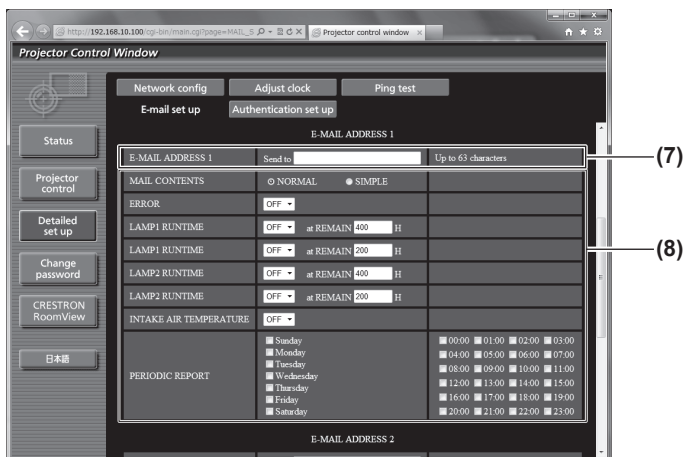 http://192.168.10.100/cgi-bin/main.cgi?page=MAIL_S
Projector control window
Projector Control Window
Network config Adjust clock Ping test
E-mail set up Authentication set up
Status
Projector control
Detailed set up
Change password
CRESTRON RoomView
日本語
E-MAIL ADDRESS 1
E-MAIL ADDRESS 1 Send to Up to 63 characters
(7)
MAIL CONTENTS NORMAL SIMPLE
ERROR OFF
LAMP1 RUNTIME OFF at REMAIN 400 H
LAMP1 RUNTIME OFF at REMAIN 200 H
(8)
LAMP2 RUNTIME OFF at REMAIN 400 H
LAMP2 RUNTIME OFF at REMAIN 200 H
INTAKE AIR TEMPERATURE OFF
PERIODIC REPORT
Sunday
Monday
Tuesday
Wednesday
Thursday
Friday
Saturday
00:00 01:00 02:00 03:00
04:00 05:00 06:00 07:00
08:00 09:00 10:00 11:00
12:00 13:00 14:00 15:00
16:00 17:00 18:00 19:00
20:00 21:00 22:00 23:00
E-MAIL ADDRESS 2